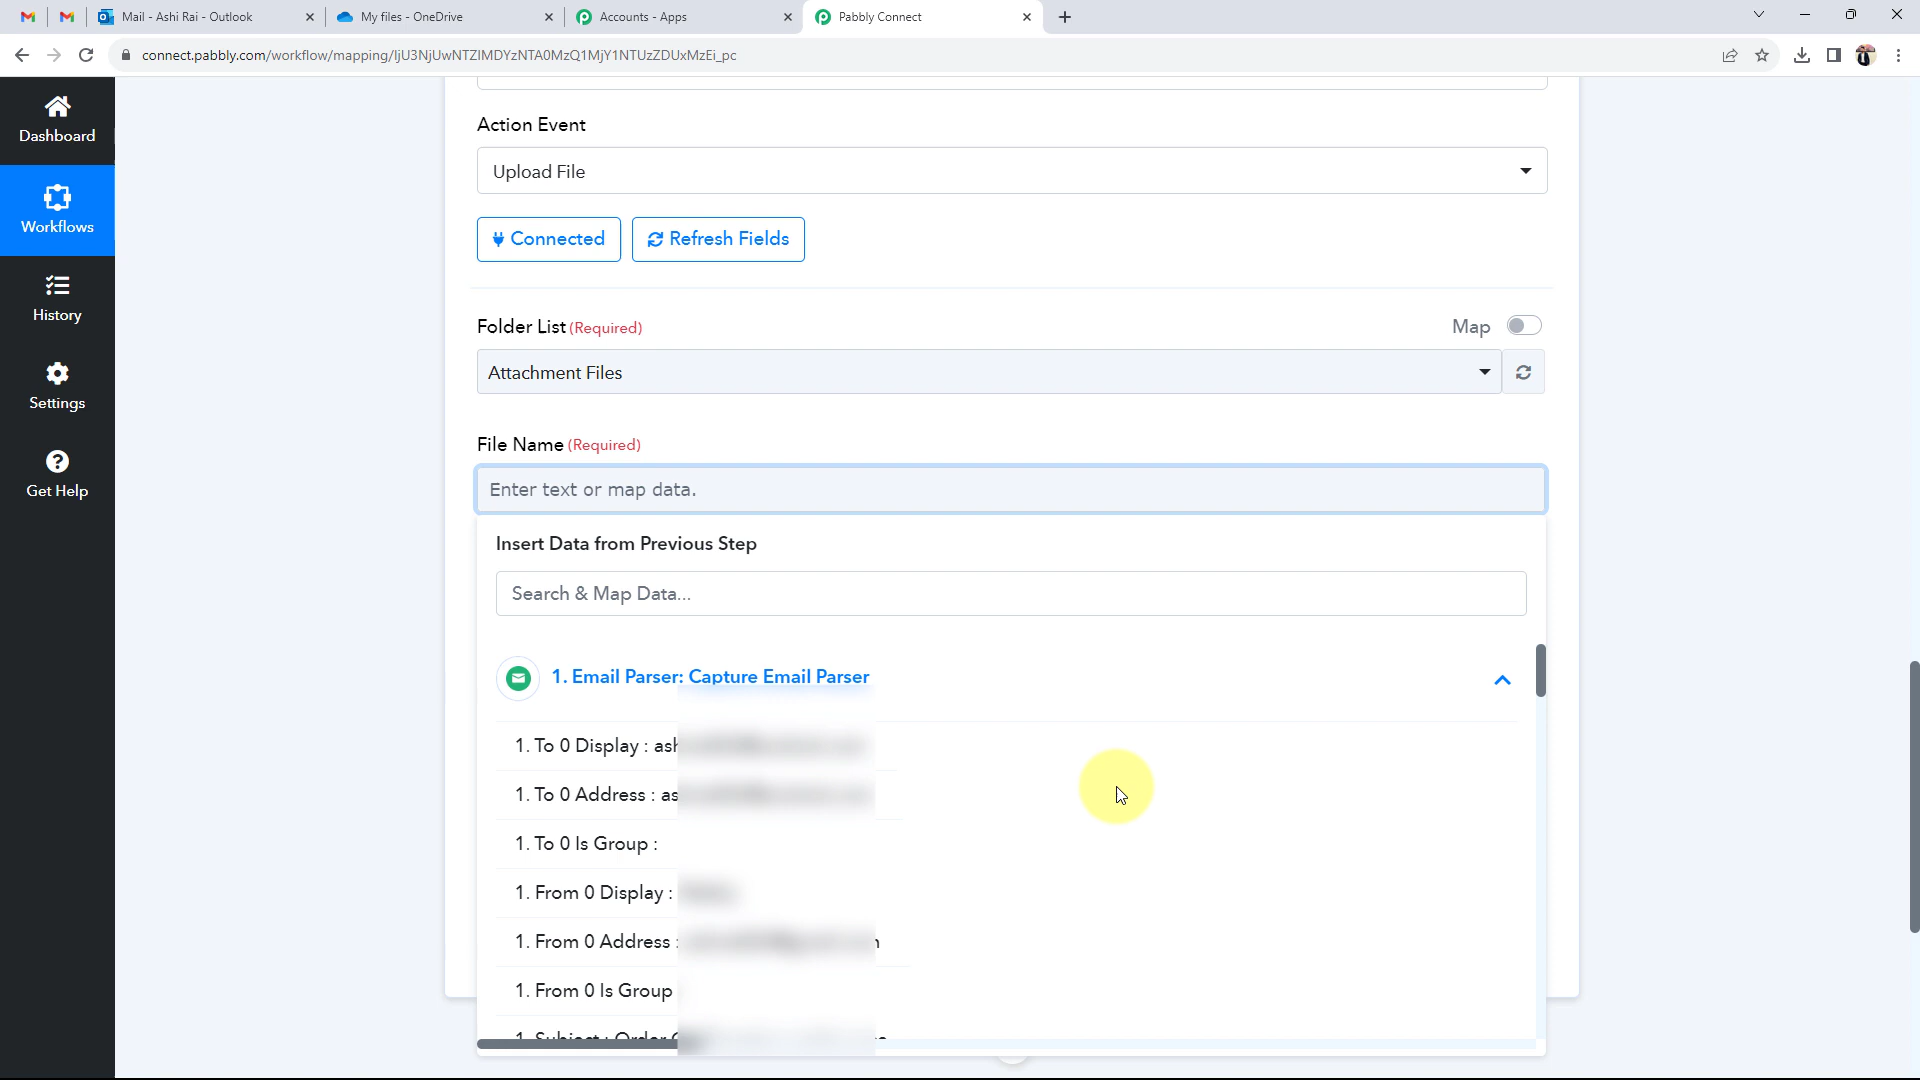 Mail - Ashi Rai - Outlook
My files - OneDrive
Accounts - Apps
Pabbly Connect
connect.pabbly.com/workflow/mapping/IjU3NjUwNTZlMDYzNTA0MzQ1MjY1NTUzZDUxMzEi_pc
Dashboard
Workflows
History
Settings
Get Help
Action Event
Upload File
Connected
Refresh Fields
Folder List (Required)
Map
Attachment Files
File Name (Required)
Enter text or map data.
Insert Data from Previous Step
Search & Map Data...
1. Email Parser: Capture Email Parser
1. To 0 Display :
1. To 0 Address :
1. To 0 Is Group :
1. From 0 Display :
1. From 0 Address :
1. From 0 Is Group
1. Subject : Order